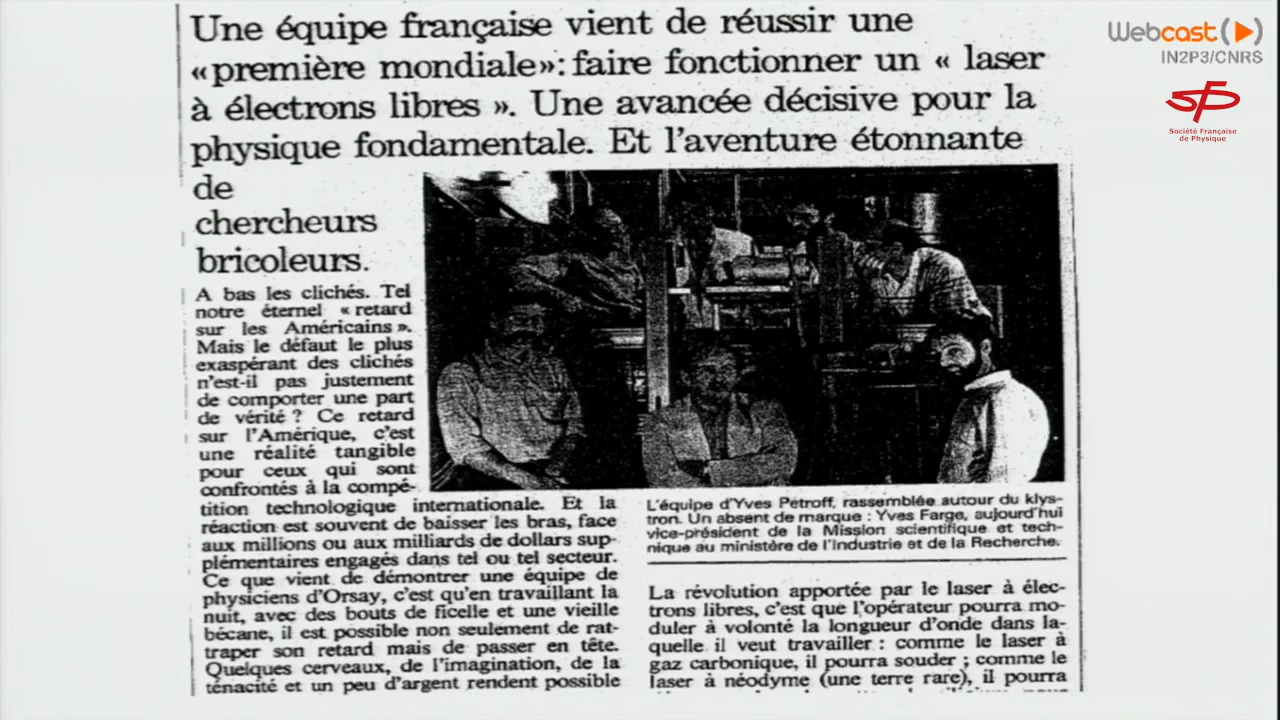 Une équipe française vient de réussir une
«première mondiale»: faire fonctionner un « laser
à électrons libres ». Une avancée décisive pour la
physique fondamentale. Et l'aventure étonnante
de
chercheurs
bricoleurs.
A bas les clichés. Tel
notre éternel « retard
sur les Américains ».
Mais le défaut le plus
exaspérant des clichés
n'est-il pas justement
de comporter une part
de vérité ? Ce retard
sur l'Amérique, c'est
une réalité tangible
pour ceux qui sont
confrontés à la compé-
tition technologique internationale. Et la
réaction est souvent de baisser les bras, face
aux millions ou aux milliards de dollars sup-
plémentaires engagés dans tel ou tel secteur.
Ce que vient de démontrer une équipe de
physiciens d'Orsay, c'est qu'en travaillant la
nuit, avec des bouts de ficelle et une vieille
bécane, il est possible non seulement de rat-
traper son retard mais de passer en tête.
Quelques cerveaux, de l'imagination, de la
ténacité et un peu d'argent rendent possible
L'équipe d'Yves Petroff, rassemblée autour du klys-
tron. Un absent de marque : Yves Farge, aujourd'hui
vice-président de la Mission scientifique et tech-
nique au ministère de l'Industrie et de la Recherche.
La révolution apportée par le laser à élec-
trons libres, c'est que l'opérateur pourra mo-
duler à volonté la longueur d'onde dans la-
quelle il veut travailler : comme le laser à
gaz carbonique, il pourra souder ; comme le
laser à néodyme (une terre rare), il pourra
Webcast
IN2P3/CNRS
sfp
Société Française
de Physique